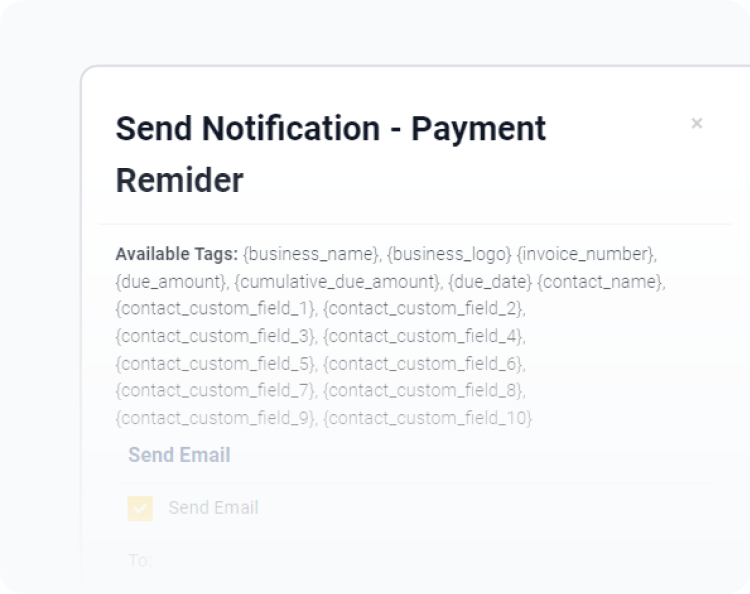 Send Notification - Payment
Remider
×
Available Tags: {business_name}, {business_logo} {invoice_number},
{due_amount}, {cumulative_due_amount}, {due_date} {contact_name},
{contact_custom_field_1}, {contact_custom_field_2},
{contact_custom_field_3}, {contact_custom_field_4},
{contact_custom_field_5}, {contact_custom_field_6},
{contact_custom_field_7}, {contact_custom_field_8},
{contact_custom_field_9}, {contact_custom_field_10}
Send Email
Send Email
To: